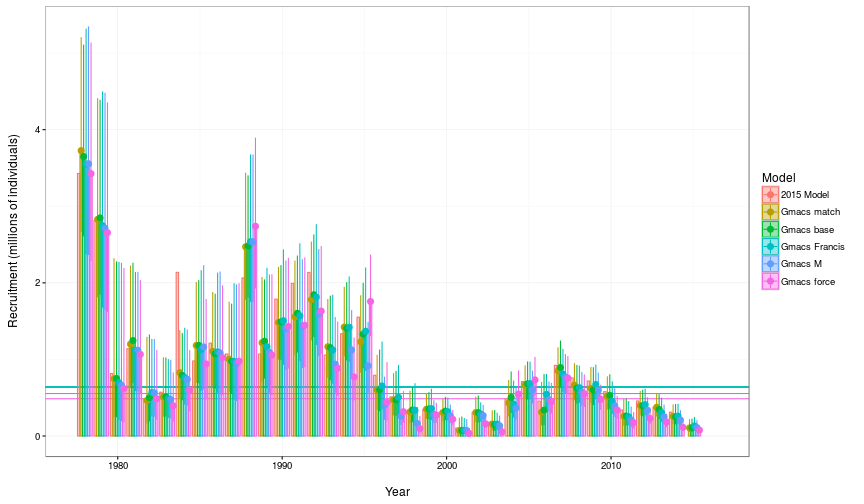 Recruitment (millions of individuals)
4
2
0
1980
1990
2000
2010
Year
Model
2015 Model
Gmacs match
Gmacs base
Gmacs Francis
Gmacs M
Gmacs force